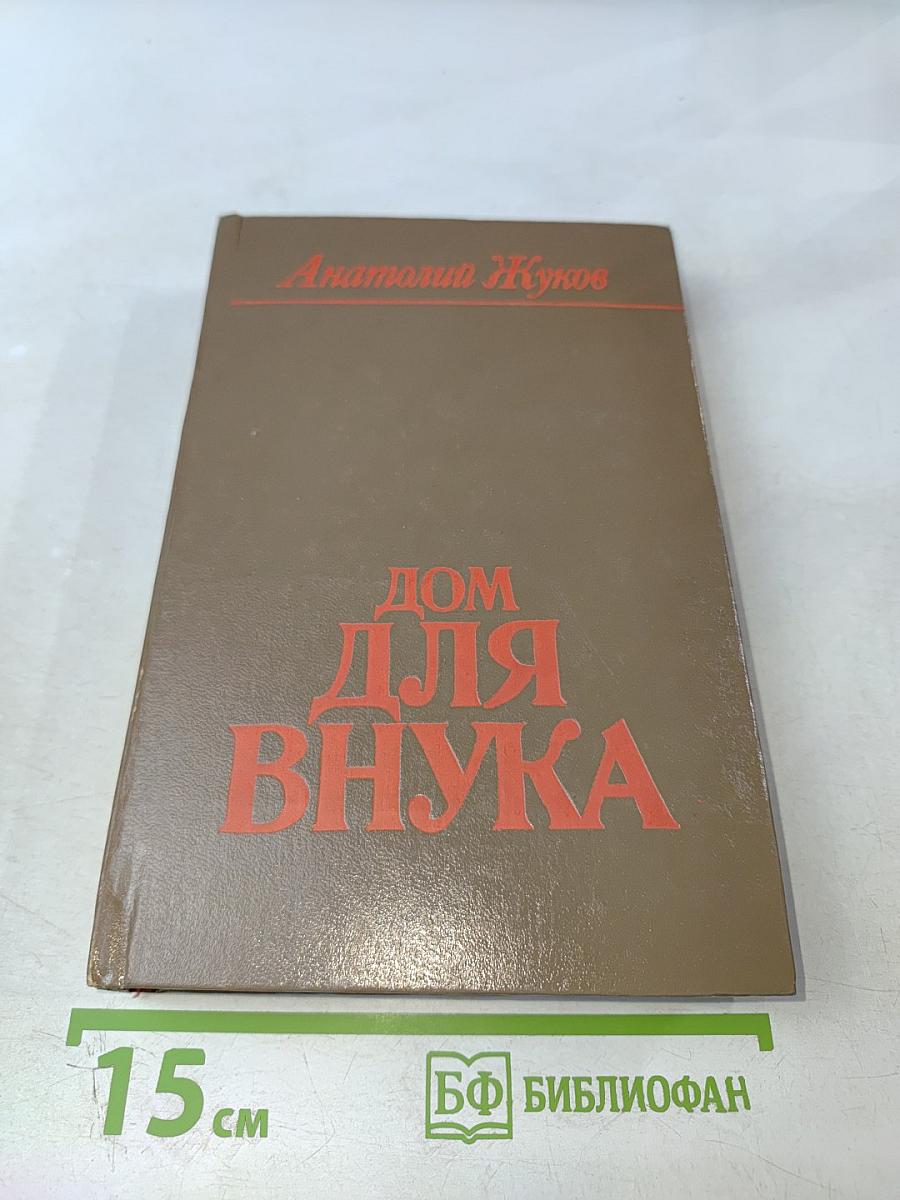 Анатолий Жуков
ДОМ
ДЛЯ
ВНУКА
15 см
БФ БИБЛИОФАН